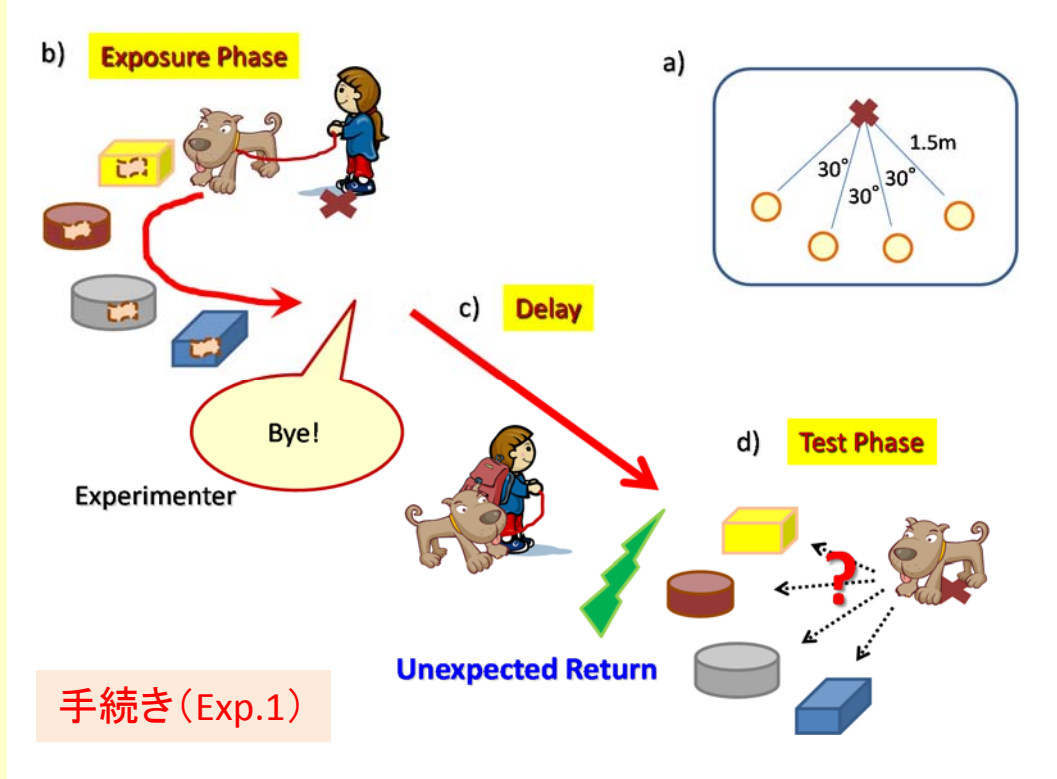 b) Exposure Phase
a)
1.5m
30°
30°
30°
c) Delay
Bye!
d) Test Phase
Experimenter
?
Unexpected Return
手続き（Exp.1）